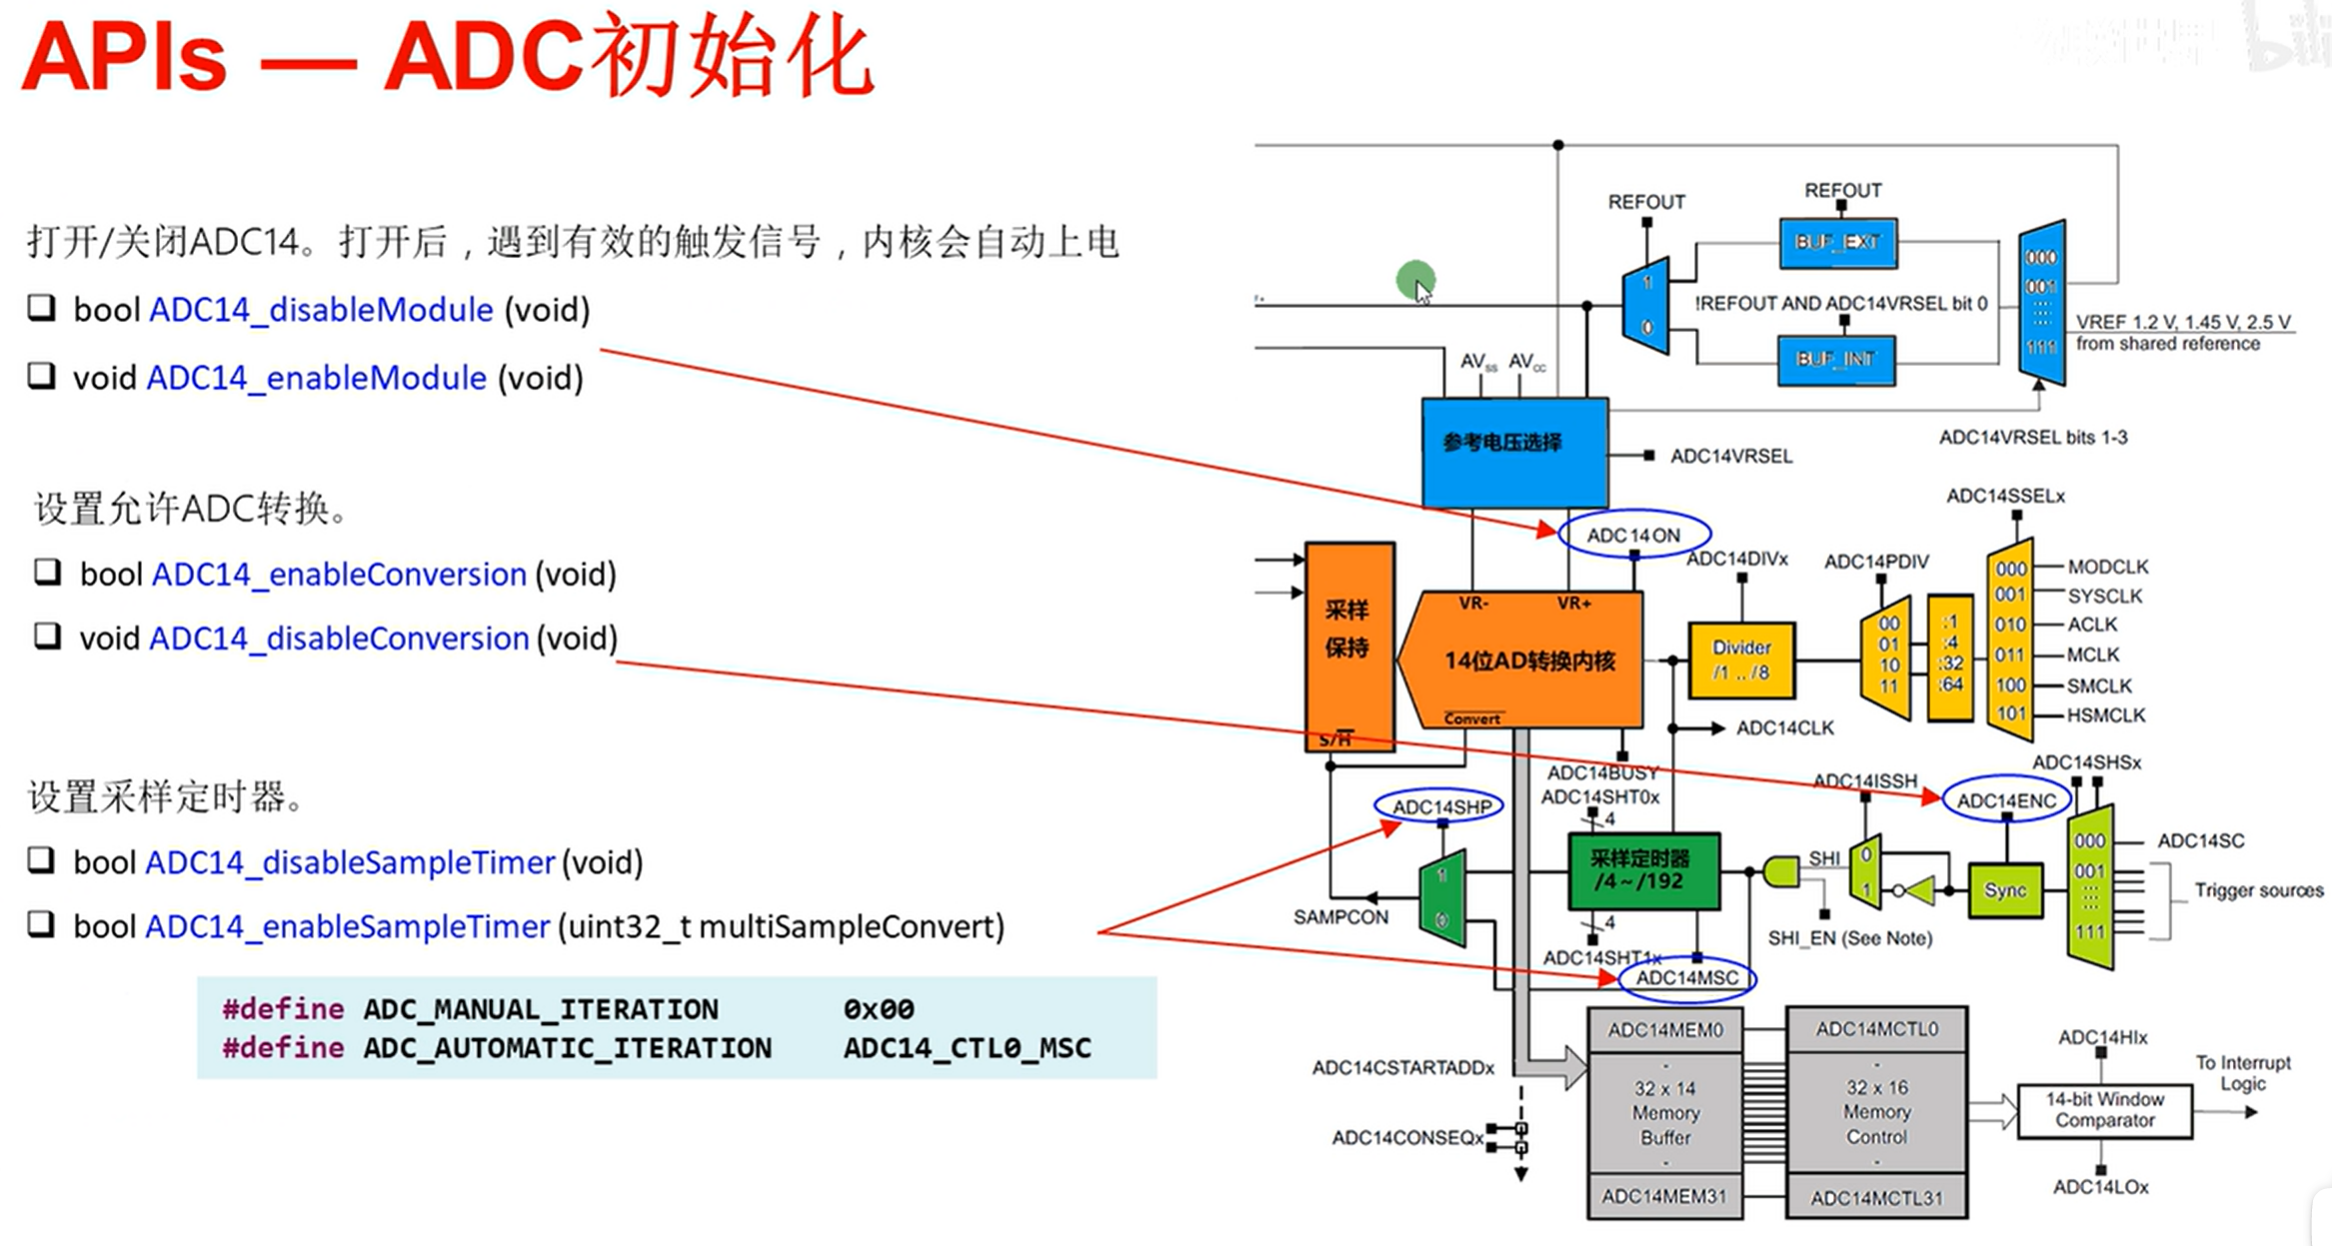 APIs — ADC初始化
打开/关闭ADC14。打开后，遇到有效的触发信号，内核会自动上电
❑ bool ADC14_disableModule (void)
❑ void ADC14_enableModule (void)
设置允许ADC转换。
❑ bool ADC14_enableConversion (void)
❑ void ADC14_disableConversion (void)
设置采样定时器。
❑ bool ADC14_disableSampleTimer (void)
❑ bool ADC14_enableSampleTimer (uint32_t multiSampleConvert)
#define ADC_MANUAL_ITERATION 0x00
#define ADC_AUTOMATIC_ITERATION ADC14_CTL0_MSC
REFOUT
REFOUT
BUF_EXT
1
0
!REFOUT AND ADC14VRSEL bit 0
BUF_INT
000
001
111
VREF 1.2 V, 1.45 V, 2.5 V
from shared reference
ADC14VRSEL bits 1-3
AVss AVcc
参考电压选择
ADC14VRSEL
ADC14ON
ADC14DIVx
ADC14PDIV
ADC14SSELx
采样
保持
S/H
VR- VR+
14位AD转换内核
Convert
Divider
/1 .. /8
00
01
10
11
:1
:4
:32
:64
000 MODCLK
001 SYSCLK
010 ACLK
011 MCLK
100 SMCLK
101 HSMCLK
ADC14CLK
ADC14BUSY
ADC14SHP
ADC14SHT0x
4
ADC14ISSH
ADC14ENC
ADC14SHSx
1
0
SAMPCON
采样定时器
/4~/192
4
ADC14SHT1x
ADC14MSC
SHI
0
1
SHI_EN (See Note)
Sync
000
001
111
ADC14SC
Trigger sources
ADC14CSTARTADDx
ADC14CONSEQx
ADC14MEM0
32 x 14
Memory
Buffer
ADC14MEM31
ADC14MCTL0
32 x 16
Memory
Control
ADC14MCTL31
ADC14HIx
14-bit Window
Comparator
ADC14LOx
To Interrupt
Logic